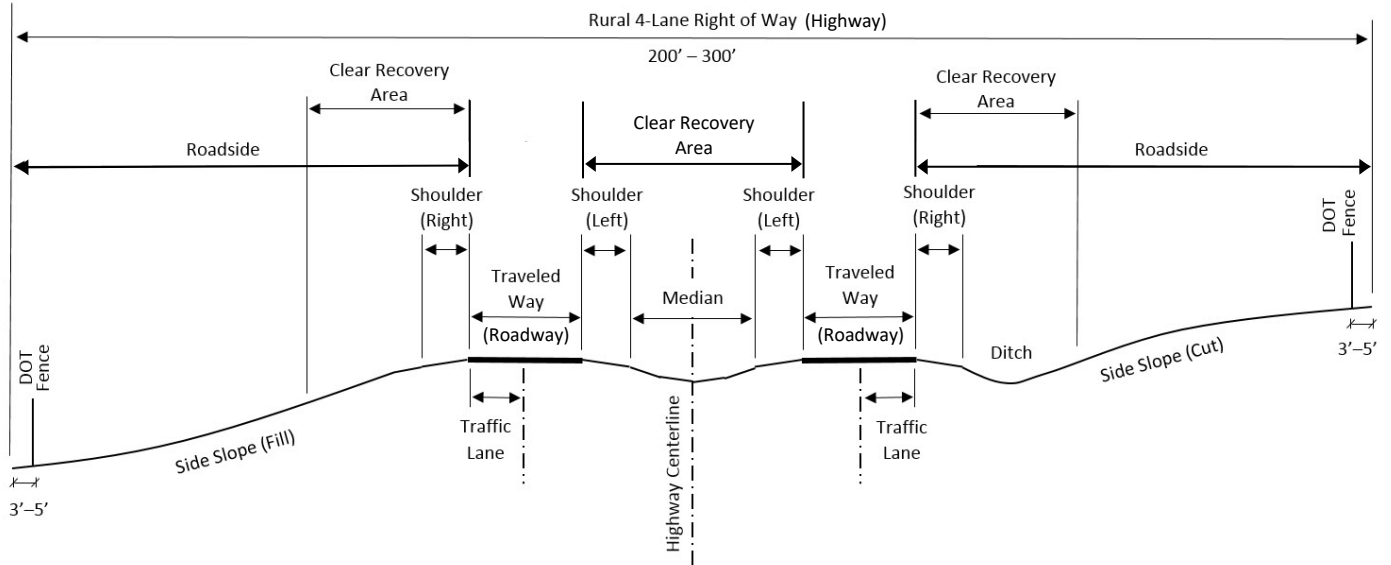 Rural 4-Lane Right of Way (Highway)
200’ – 300’
Clear Recovery
Area
Clear Recovery
Area
Clear Recovery
Area
Roadside
Roadside
Shoulder
(Right)
Shoulder
(Left)
Shoulder
(Left)
Shoulder
(Right)
DOT
Fence
Traveled
Way
(Roadway)
Median
Traveled
Way
(Roadway)
Ditch
Side Slope (Cut)
3’–5’
DOT
Fence
Traffic
Lane
Highway Centerline
Traffic
Lane
Side Slope (Fill)
3’–5’